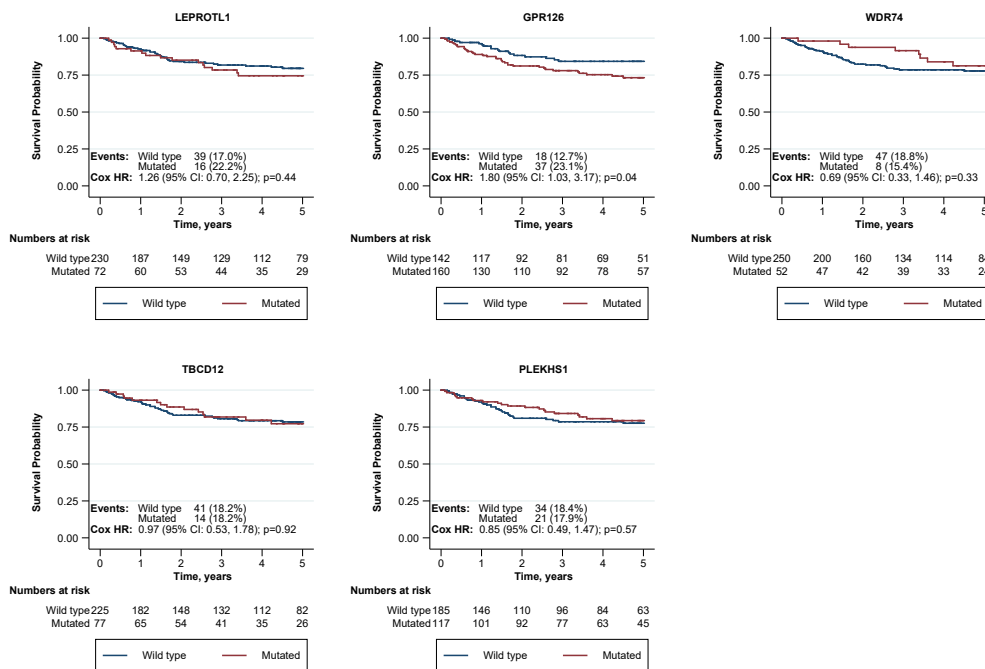 LEPROTL1
Survival Probability
1.00
0.75
0.50
0.25
0.00
Events: Wild type 39 (17.0%)
Mutated 16 (22.2%)
Cox HR: 1.26 (95% CI: 0.70, 2.25); p=0.44
0 1 2 3 4 5
Time, years
Numbers at risk
Wild type 230 187 149 129 112 79
Mutated 72 60 53 44 35 29
Wild type Mutated
GPR126
Survival Probability
1.00
0.75
0.50
0.25
0.00
Events: Wild type 18 (12.7%)
Mutated 37 (23.1%)
Cox HR: 1.80 (95% CI: 1.03, 3.17); p=0.04
0 1 2 3 4 5
Time, years
Numbers at risk
Wild type 142 117 92 81 69 51
Mutated 160 130 110 92 78 57
Wild type Mutated
WDR74
Survival Probability
1.00
0.75
0.50
0.25
0.00
Events: Wild type 47 (18.8%)
Mutated 8 (15.4%)
Cox HR: 0.69 (95% CI: 0.33, 1.46); p=0.33
0 1 2 3 4 5
Time, years
Numbers at risk
Wild type 250 200 160 134 114
Mutated 52 47 42 39 33
Wild type Mutated
TBCD12
Survival Probability
1.00
0.75
0.50
0.25
0.00
Events: Wild type 41 (18.2%)
Mutated 14 (18.2%)
Cox HR: 0.97 (95% CI: 0.53, 1.78); p=0.92
0 1 2 3 4 5
Time, years
Numbers at risk
Wild type 225 182 148 132 112 82
Mutated 77 65 54 41 35 26
Wild type Mutated
PLEKHS1
Survival Probability
1.00
0.75
0.50
0.25
0.00
Events: Wild type 34 (18.4%)
Mutated 21 (17.9%)
Cox HR: 0.85 (95% CI: 0.49, 1.47); p=0.57
0 1 2 3 4 5
Time, years
Numbers at risk
Wild type 185 146 110 96 84 63
Mutated 117 101 92 77 63 45
Wild type Mutated